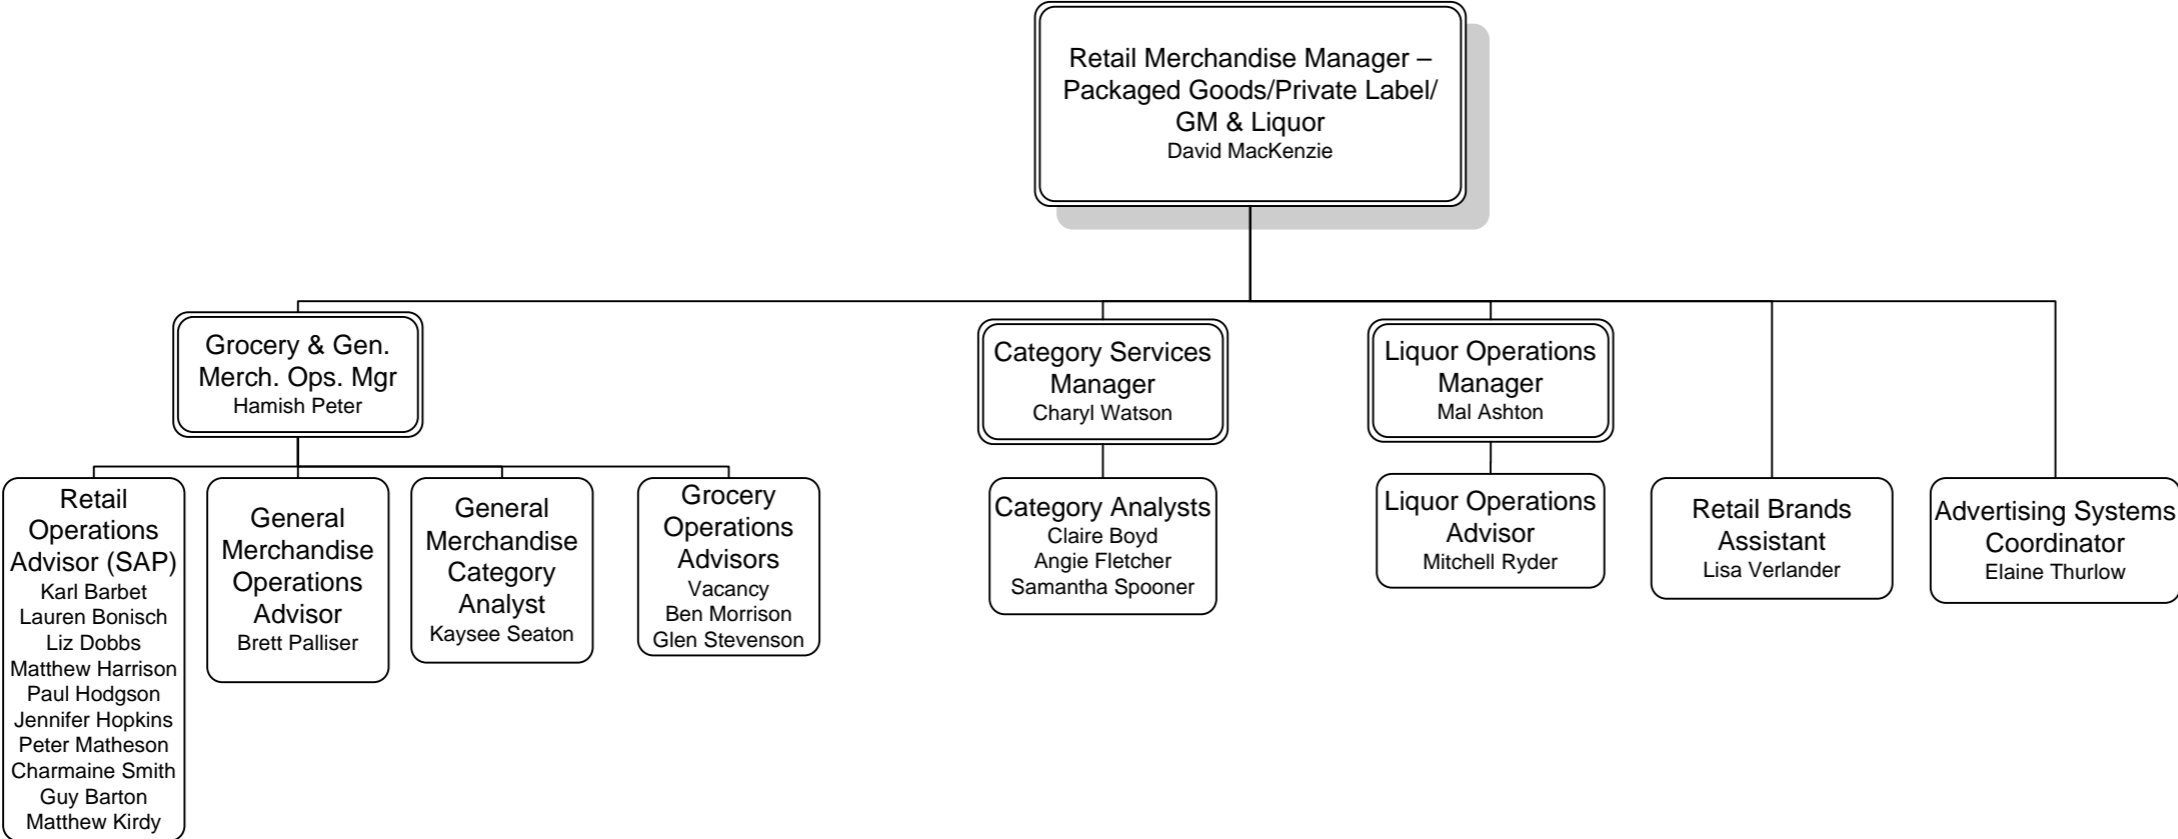 Retail Merchandise Manager –
Packaged Goods/Private Label/
GM & Liquor
David MacKenzie
Grocery & Gen.
Merch. Ops. Mgr
Hamish Peter
Category Services
Manager
Charyl Watson
Liquor Operations
Manager
Mal Ashton
Retail
Operations
Advisor (SAP)
Karl Barbet
Lauren Bonisch
Liz Dobbs
Matthew Harrison
Paul Hodgson
Jennifer Hopkins
Peter Matheson
Charmaine Smith
Guy Barton
Matthew Kirdy
General
Merchandise
Operations
Advisor
Brett Palliser
General
Merchandise
Category
Analyst
Kaysee Seaton
Grocery
Operations
Advisors
Vacancy
Ben Morrison
Glen Stevenson
Category Analysts
Claire Boyd
Angie Fletcher
Samantha Spooner
Liquor Operations
Advisor
Mitchell Ryder
Retail Brands
Assistant
Lisa Verlander
Advertising Systems
Coordinator
Elaine Thurlow